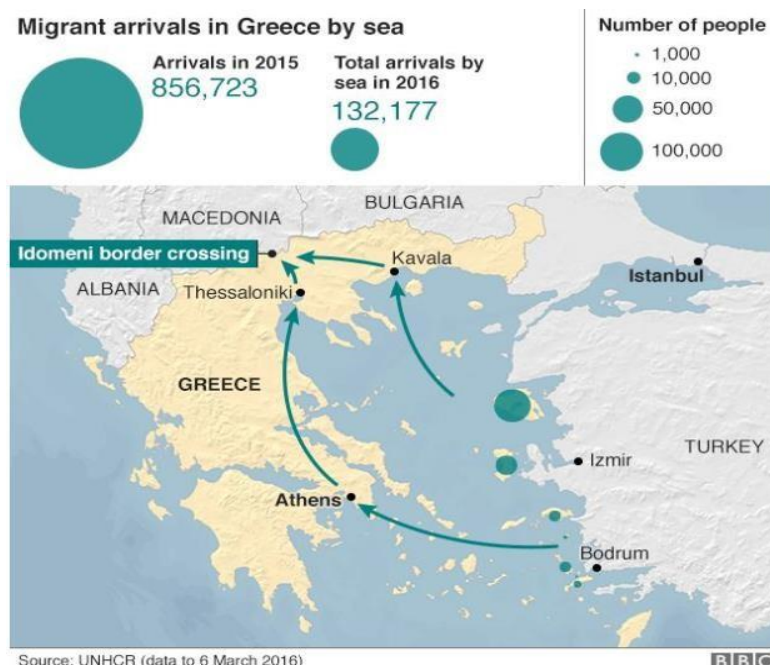 Migrant arrivals in Greece by sea
Arrivals in 2015
856,723
Total arrivals by
sea in 2016
132,177
Number of people
1,000
10,000
50,000
100,000
BULGARIA
MACEDONIA
Idomeni border crossing
Kavala
Istanbul
ALBANIA
Thessaloniki
GREECE
TURKEY
Izmir
Athens
Bodrum
Source: UNHCR (data to 6 March 2016)
BBC